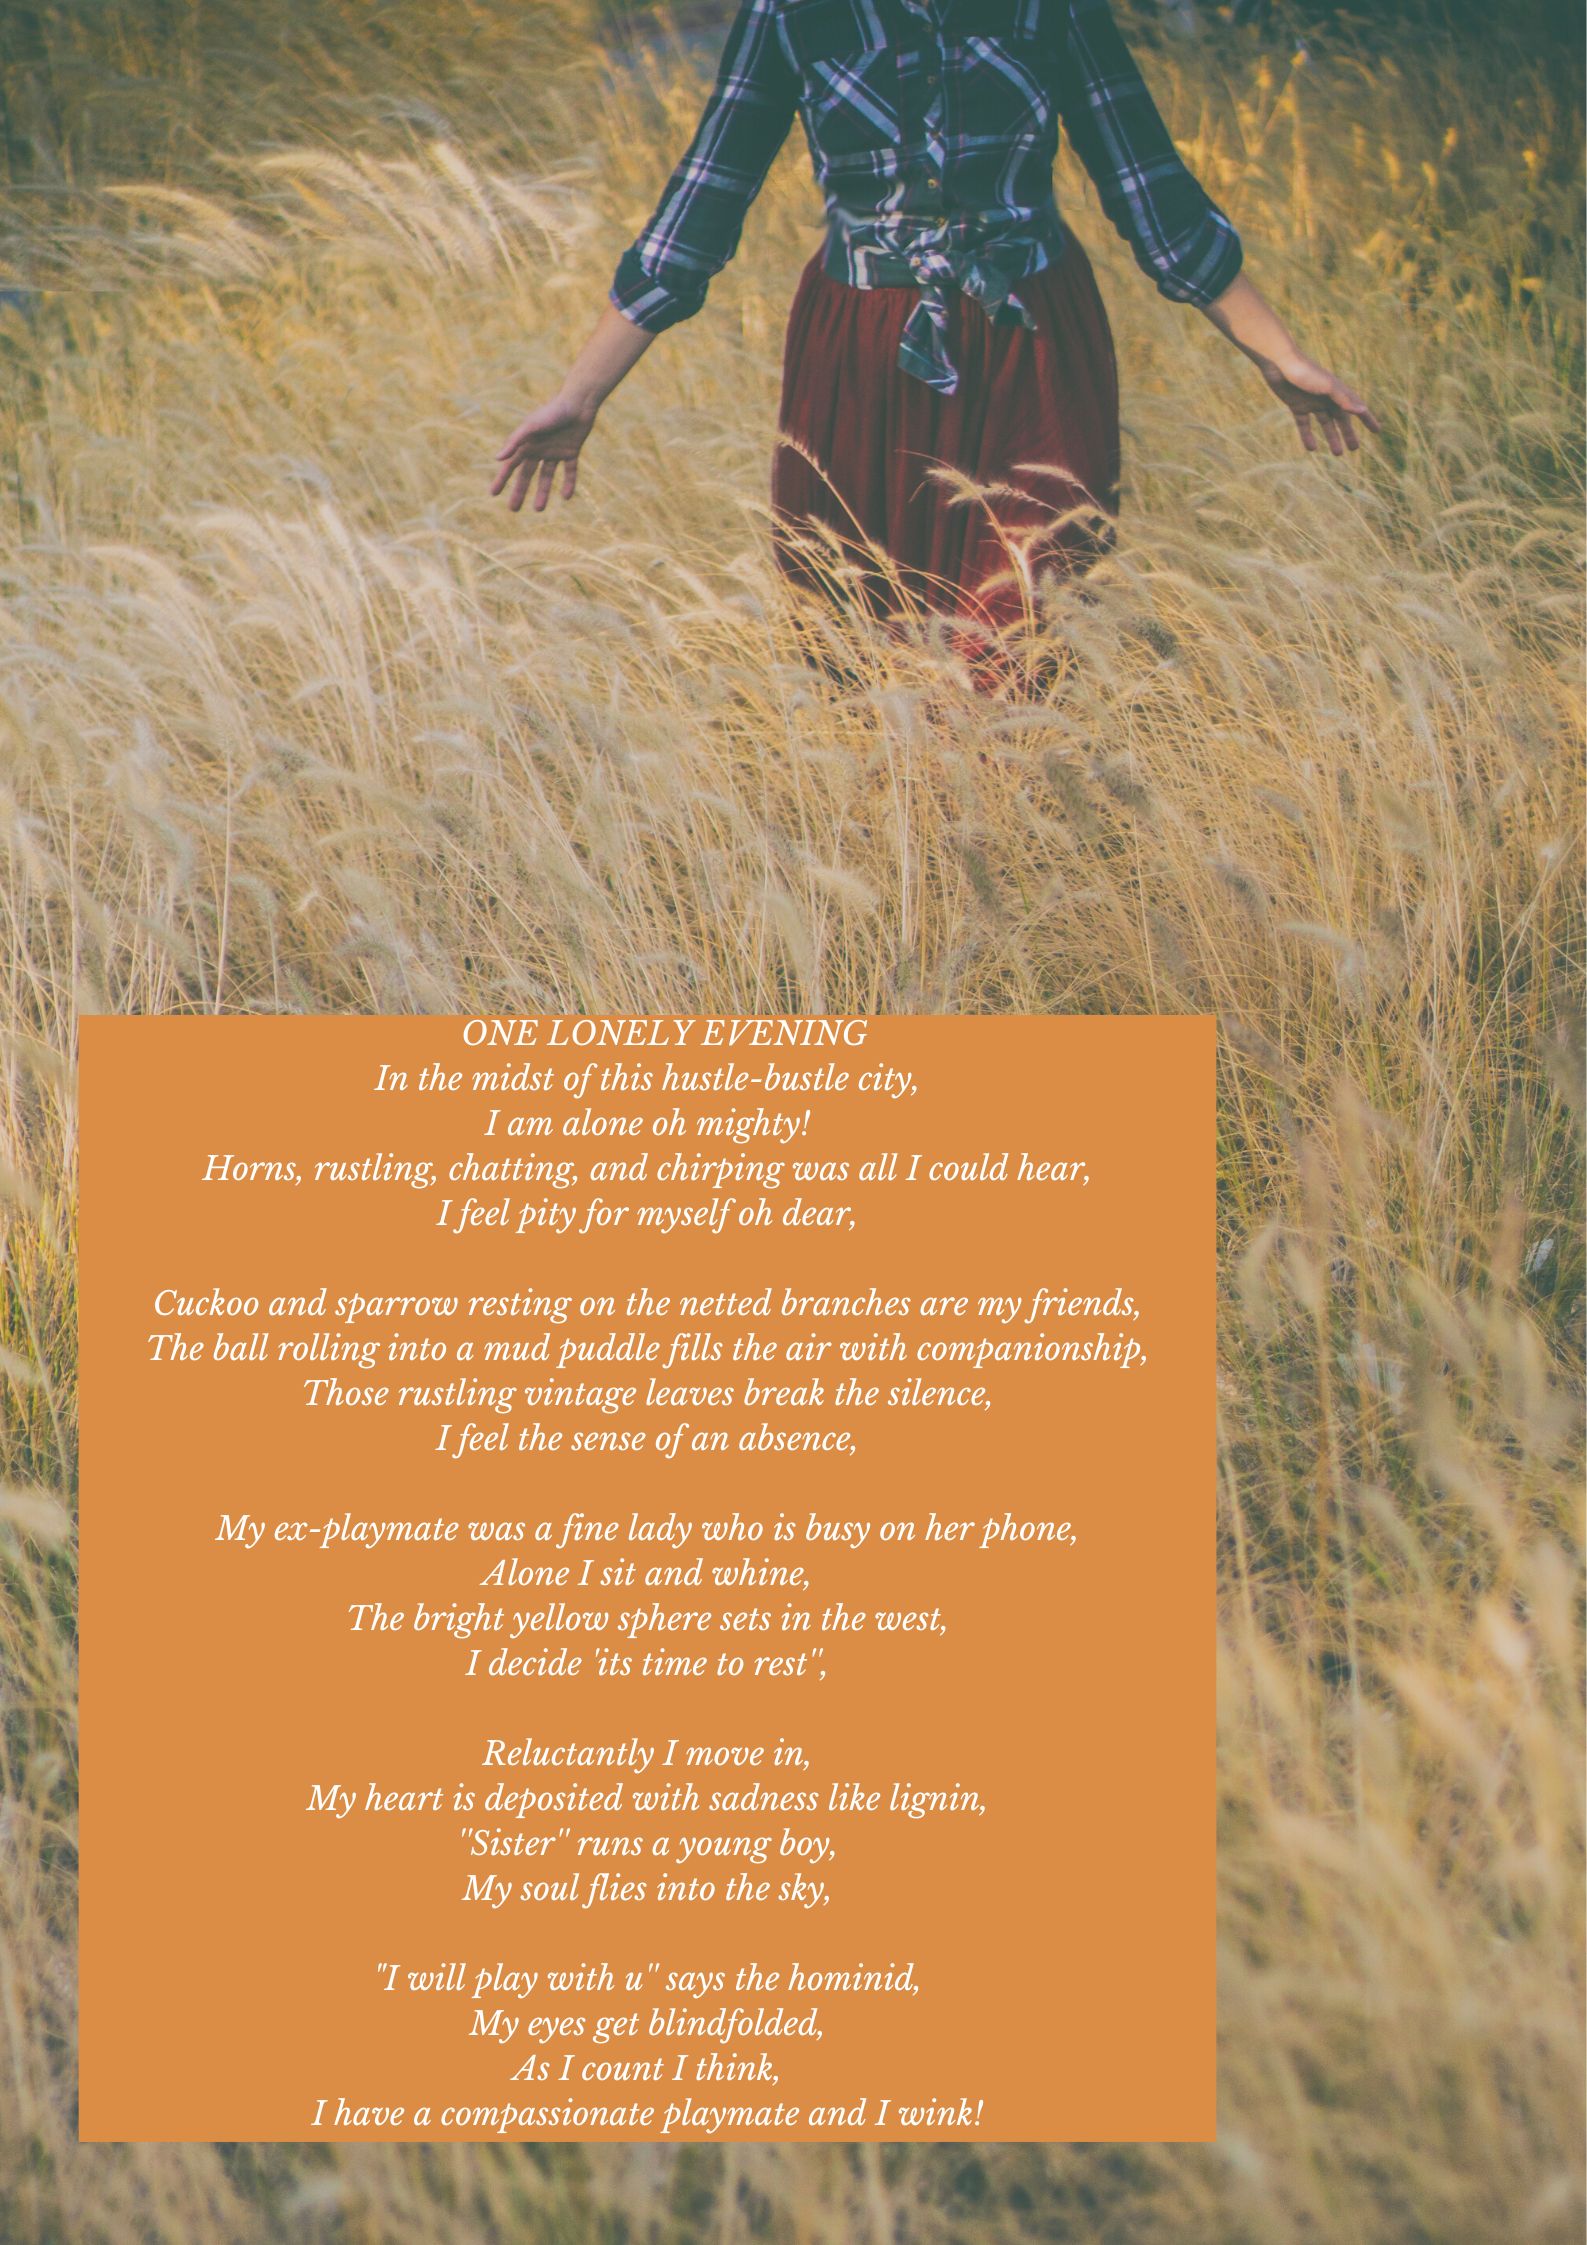 ONE LONELY EVENING
In the midst of this hustle-bustle city,
I am alone oh mighty!
Horns, rustling, chatting, and chirping was all I could hear,
I feel pity for myself oh dear,
Cuckoo and sparrow resting on the netted branches are my friends,
The ball rolling into a mud puddle fills the air with companionship,
Those rustling vintage leaves break the silence,
I feel the sense of an absence,
My ex-playmate was a fine lady who is busy on her phone,
Alone I sit and whine,
The bright yellow sphere sets in the west,
I decide 'its time to rest",
Reluctantly I move in,
My heart is deposited with sadness like lignin,
"Sister" runs a young boy,
My soul flies into the sky,
"I will play with u" says the hominid,
My eyes get blindfolded,
As I count I think,
I have a compassionate playmate and I wink!